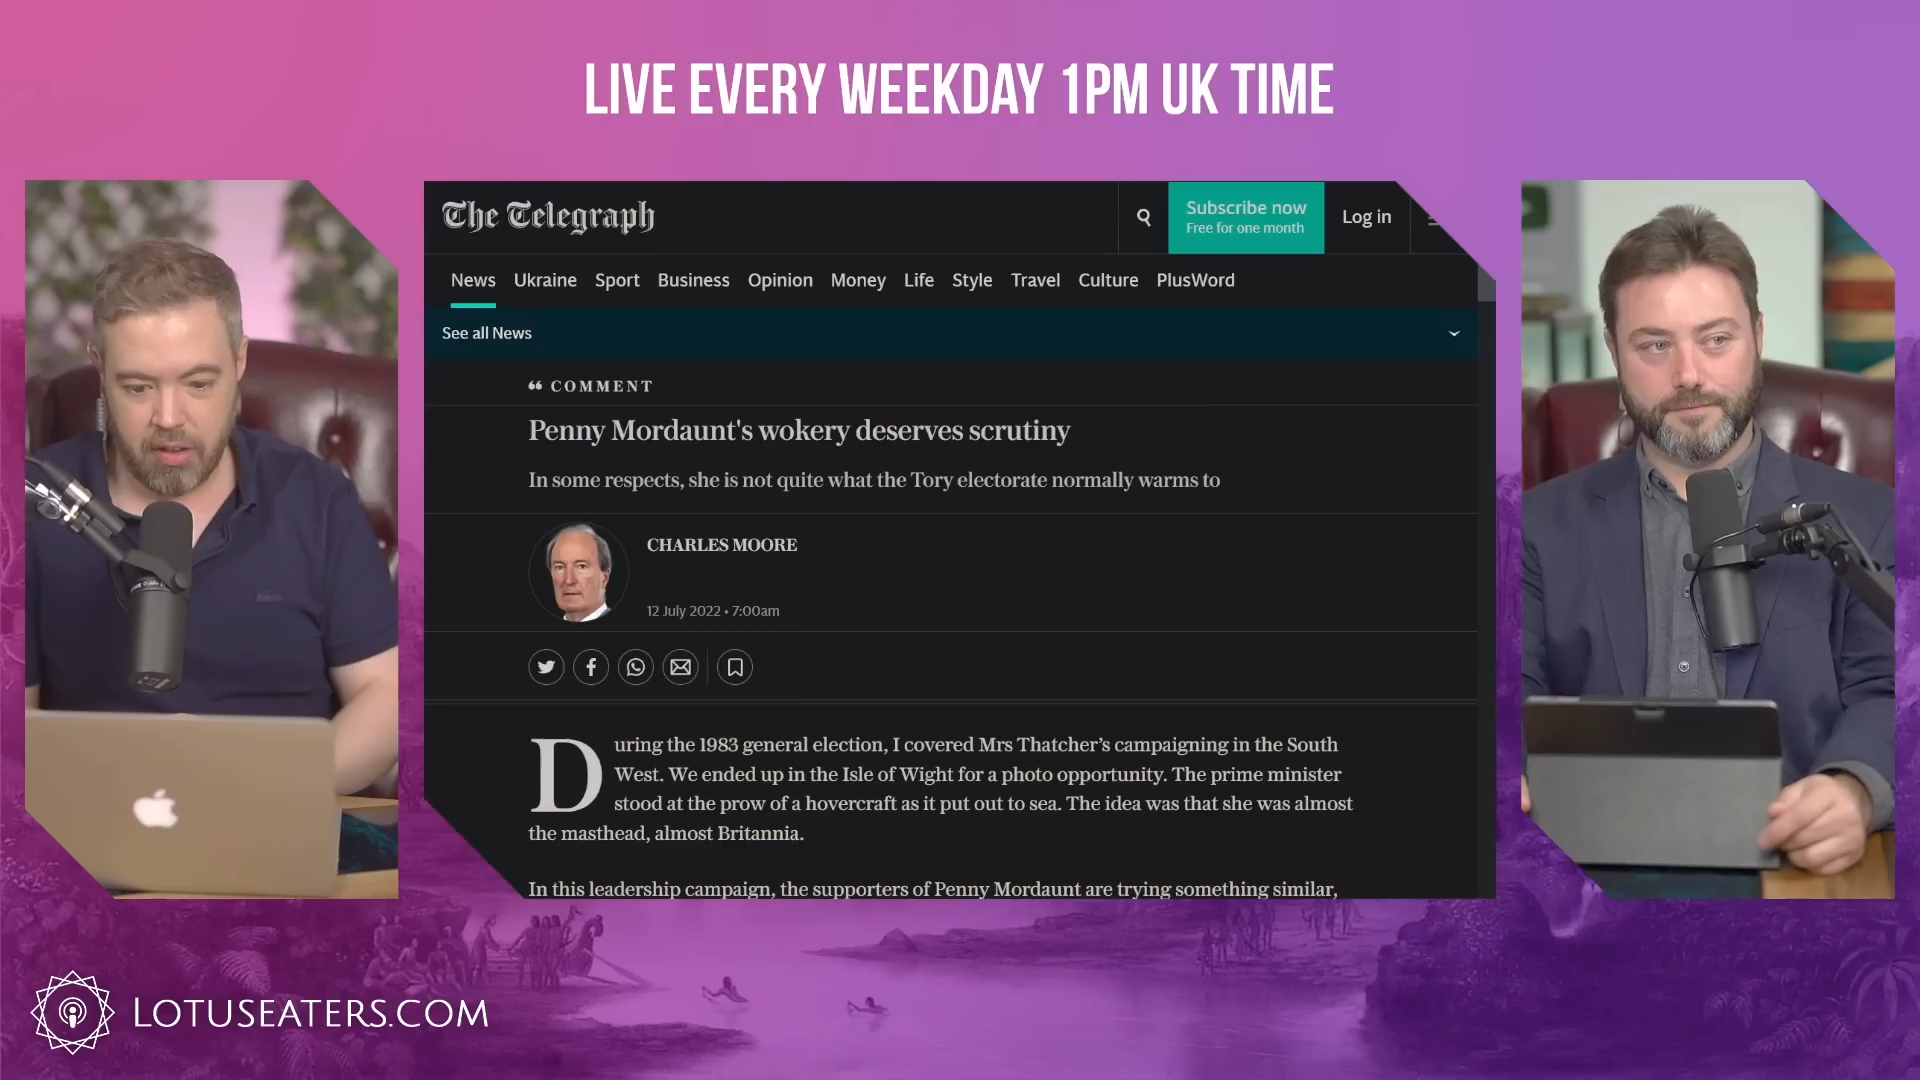 LIVE EVERY WEEKDAY 1PM UK TIME
The Telegraph
Subscribe now
Free for one month
Log in
News Ukraine Sport Business Opinion Money Life Style Travel Culture PlusWord
See all News
“ COMMENT
Penny Mordaunt's wokery deserves scrutiny
In some respects, she is not quite what the Tory electorate normally warms to
CHARLES MOORE
12 July 2022 • 7:00am
During the 1983 general election, I covered Mrs Thatcher’s campaigning in the South
West. We ended up in the Isle of Wight for a photo opportunity. The prime minister
stood at the prow of a hovercraft as it put out to sea. The idea was that she was almost
the masthead, almost Britannia.
In this leadership campaign, the supporters of Penny Mordaunt are trying something similar,
LOTUSEATERS.COM